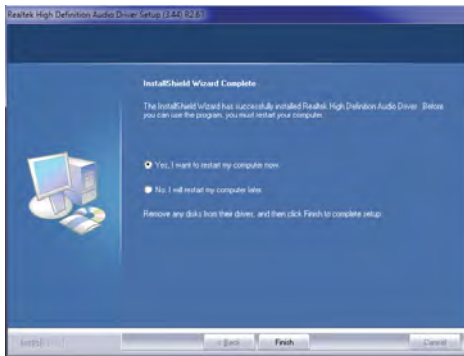 Realtek High Definition Audio Driver Setup (3.44) R2.61
InstallShield Wizard Complete
The InstallShield Wizard has successfully installed Realtek High Definition Audio Driver. Before
you can use the program, you must restart your computer.
Yes, I want to restart my computer now.
No, I will restart my computer later.
Remove any disks from their drives, and then click Finish to complete setup.
InstallShield
< Back
Finish
Cancel